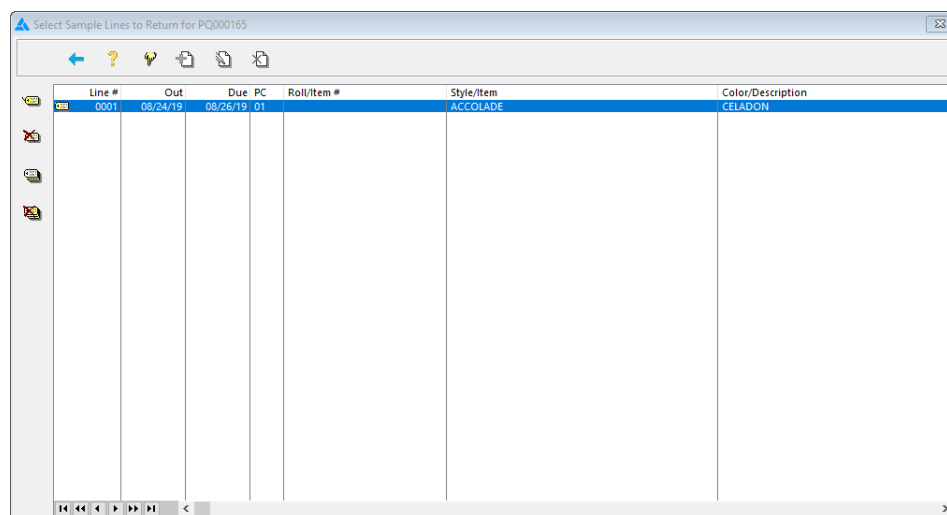 Select Sample Lines to Return for PQ000165
Line # Out Due PC Roll/Item # Style/Item Color/Description
0001 08/24/19 08/26/19 01 ACCOLADE CELADON